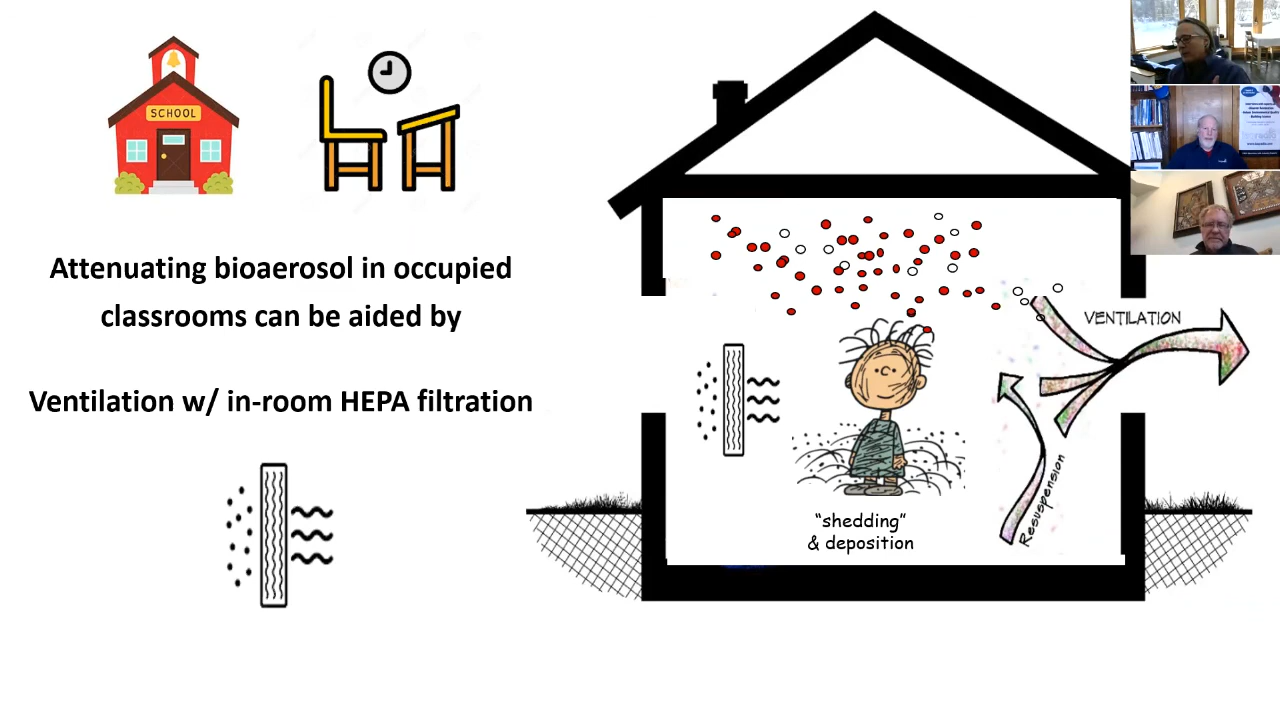 SCHOOL
Attenuating bioaerosol in occupied
classrooms can be aided by
Ventilation w/ in-room HEPA filtration
VENTILATION
Resuspension
“shedding”
& deposition